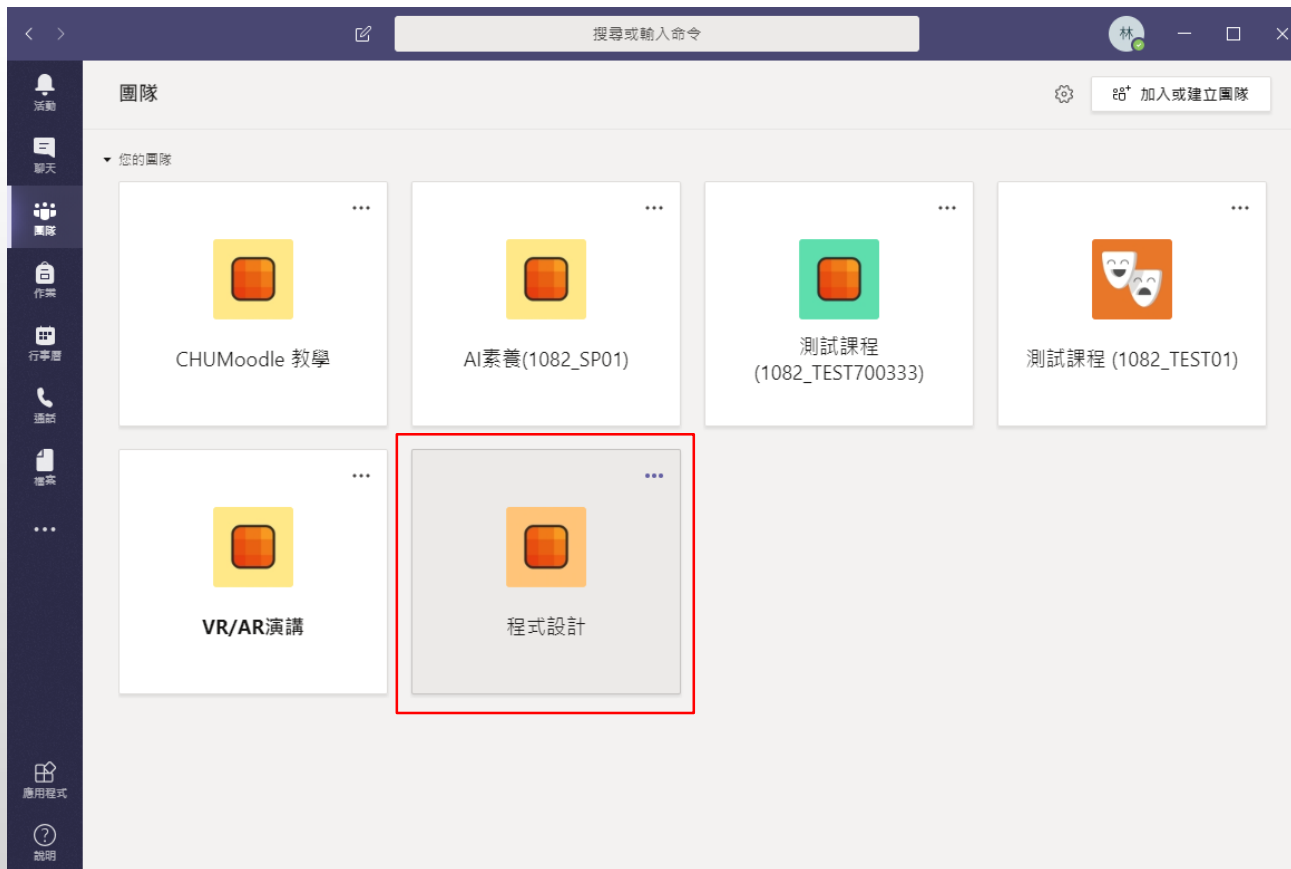 搜尋或輸入命令
林
活動
聊天
團隊
作業
行事曆
通話
檔案
應用程式
說明
團隊
加入或建立團隊
您的團隊
CHUMoodle 教學
AI素養(1082_SP01)
測試課程
(1082_TEST700333)
測試課程 (1082_TEST01)
VR/AR演講
程式設計